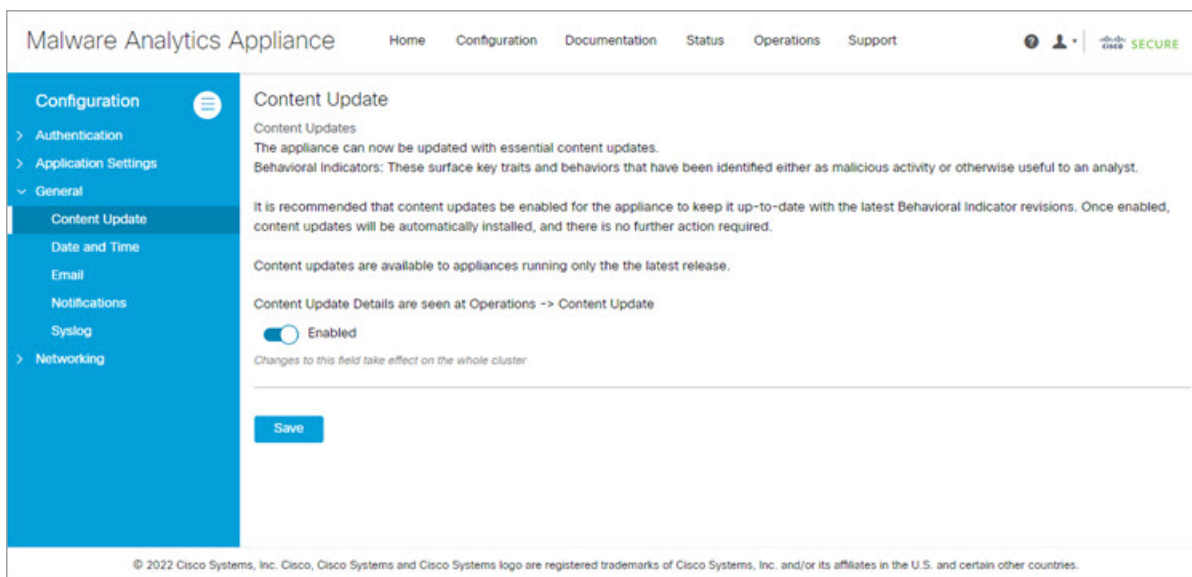 Malware Analytics Appliance
Home Configuration Documentation Status Operations Support
CISCO SECURE
Configuration
Authentication
Application Settings
General
Content Update
Date and Time
Email
Notifications
Syslog
Networking
Content Update
Content Updates
The appliance can now be updated with essential content updates.
Behavioral Indicators: These surface key traits and behaviors that have been identified either as malicious activity or otherwise useful to an analyst.
It is recommended that content updates be enabled for the appliance to keep it up-to-date with the latest Behavioral Indicator revisions. Once enabled,
content updates will be automatically installed, and there is no further action required.
Content updates are available to appliances running only the the latest release.
Content Update Details are seen at Operations -> Content Update
Enabled
Changes to this field take effect on the whole cluster
Save
© 2022 Cisco Systems, Inc. Cisco, Cisco Systems and Cisco Systems logo are registered trademarks of Cisco Systems, Inc. and/or its affiliates in the U.S. and certain other countries.